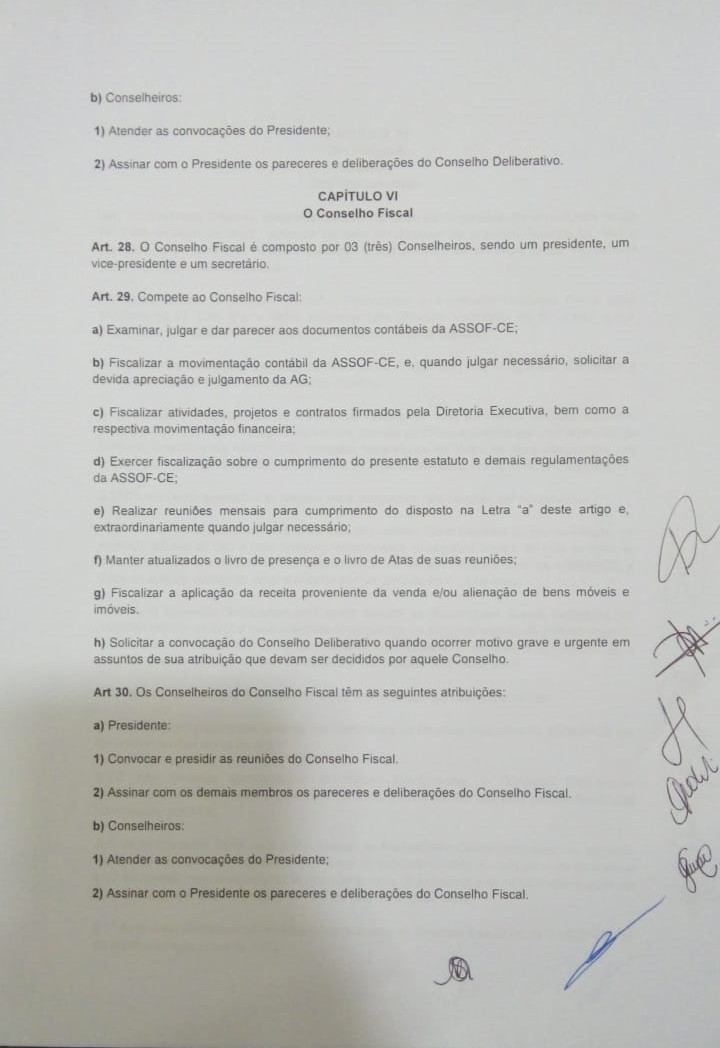 b) Conselheiros:
1) Atender as convocações do Presidente;
2) Assinar com o Presidente os pareceres e deliberações do Conselho Deliberativo.
CAPÍTULO VI
O Conselho Fiscal
Art. 28. O Conselho Fiscal é composto por 03 (três) Conselheiros, sendo um presidente, um
vice-presidente e um secretário.
Art. 29. Compete ao Conselho Fiscal:
a) Examinar, julgar e dar parecer aos documentos contábeis da ASSOF-CE;
b) Fiscalizar a movimentação contábil da ASSOF-CE, e, quando julgar necessário, solicitar a
devida apreciação e julgamento da AG;
c) Fiscalizar atividades, projetos e contratos firmados pela Diretoria Executiva, bem como a
respectiva movimentação financeira;
d) Exercer fiscalização sobre o cumprimento do presente estatuto e demais regulamentações
da ASSOF-CE;
e) Realizar reuniões mensais para cumprimento do disposto na Letra "a" deste artigo e,
extraordinariamente quando julgar necessário;
f) Manter atualizados o livro de presença e o livro de Atas de suas reuniões;
g) Fiscalizar a aplicação da receita proveniente da venda e/ou alienação de bens móveis e
imóveis.
h) Solicitar a convocação do Conselho Deliberativo quando ocorrer motivo grave e urgente em
assuntos de sua atribuição que devam ser decididos por aquele Conselho.
Art 30. Os Conselheiros do Conselho Fiscal têm as seguintes atribuições:
a) Presidente:
1) Convocar e presidir as reuniões do Conselho Fiscal.
2) Assinar com os demais membros os pareceres e deliberações do Conselho Fiscal.
b) Conselheiros:
1) Atender as convocações do Presidente;
2) Assinar com o Presidente os pareceres e deliberações do Conselho Fiscal.